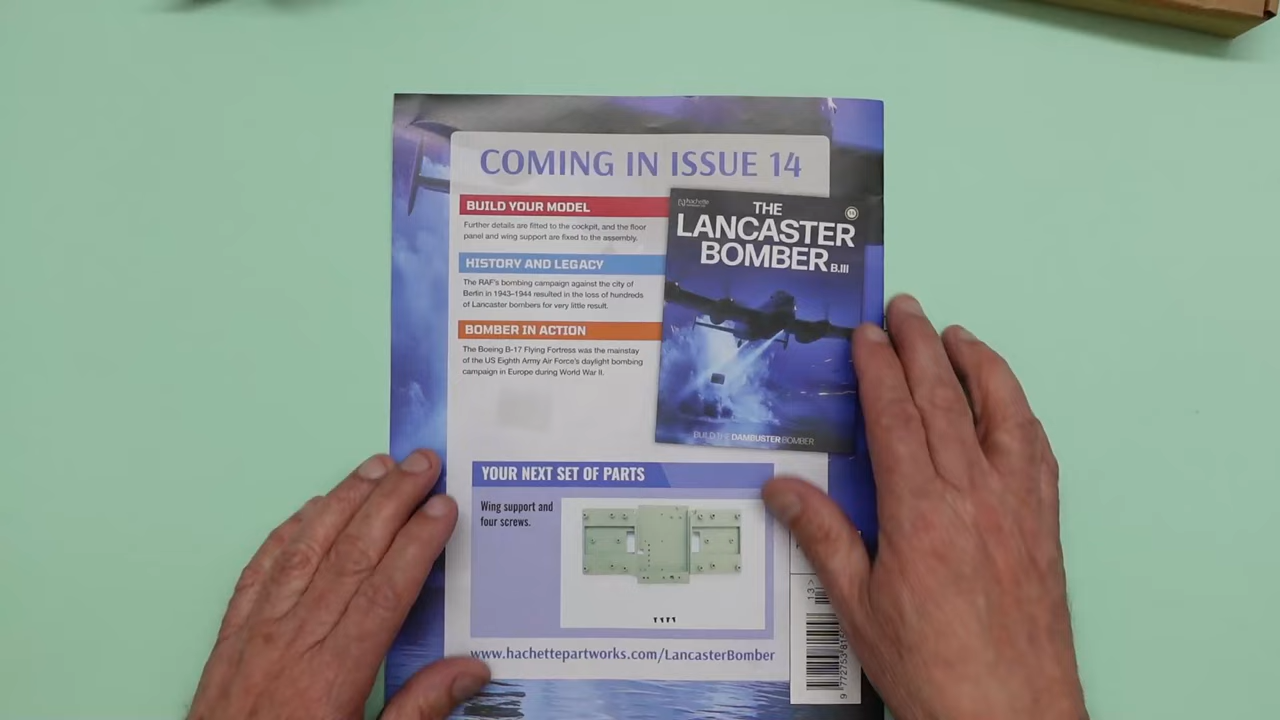 COMING IN ISSUE 14
BUILD YOUR MODEL
Further details are fitted to the cockpit, and the floor
panel and wing support are fixed to the assembly.
HISTORY AND LEGACY
The RAF's bombing campaign against the city of
Berlin in 1943–1944 resulted in the loss of hundreds
of Lancaster bombers for very little result.
BOMBER IN ACTION
The Boeing B-17 Flying Fortress was the mainstay
of the US Eighth Army Air Force's daylight bombing
campaign in Europe during World War II.
hachette
THE
LANCASTER
BOMBER B.III
BUILD THE DAMBUSTER BOMBER
YOUR NEXT SET OF PARTS
Wing support and
four screws.
www.hachettepartworks.com/LancasterBomber
13>